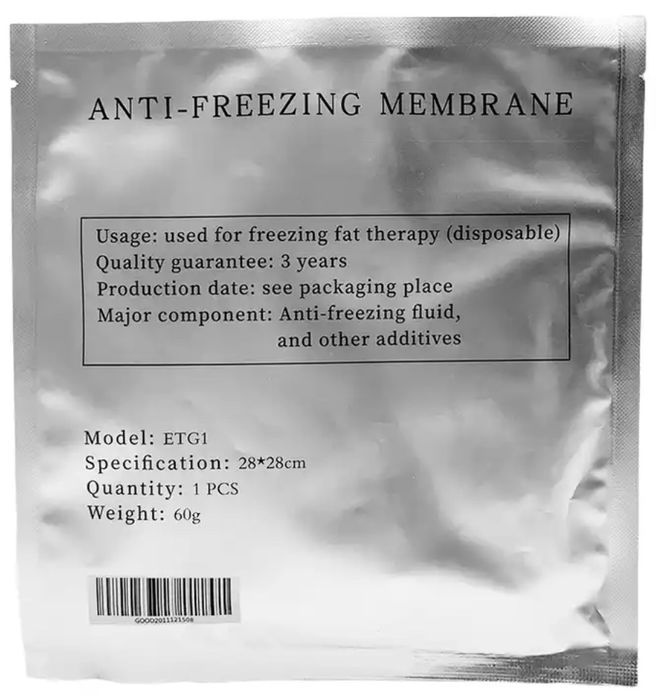 ANTI-FREEZING MEMBRANE
Usage: used for freezing fat therapy (disposable)
Quality guarantee: 3 years
Production date: see packaging place
Major component: Anti-freezing fluid,
and other additives
Model: ETG1
Specification: 28*28cm
Quantity: 1 PCS
Weight: 60g